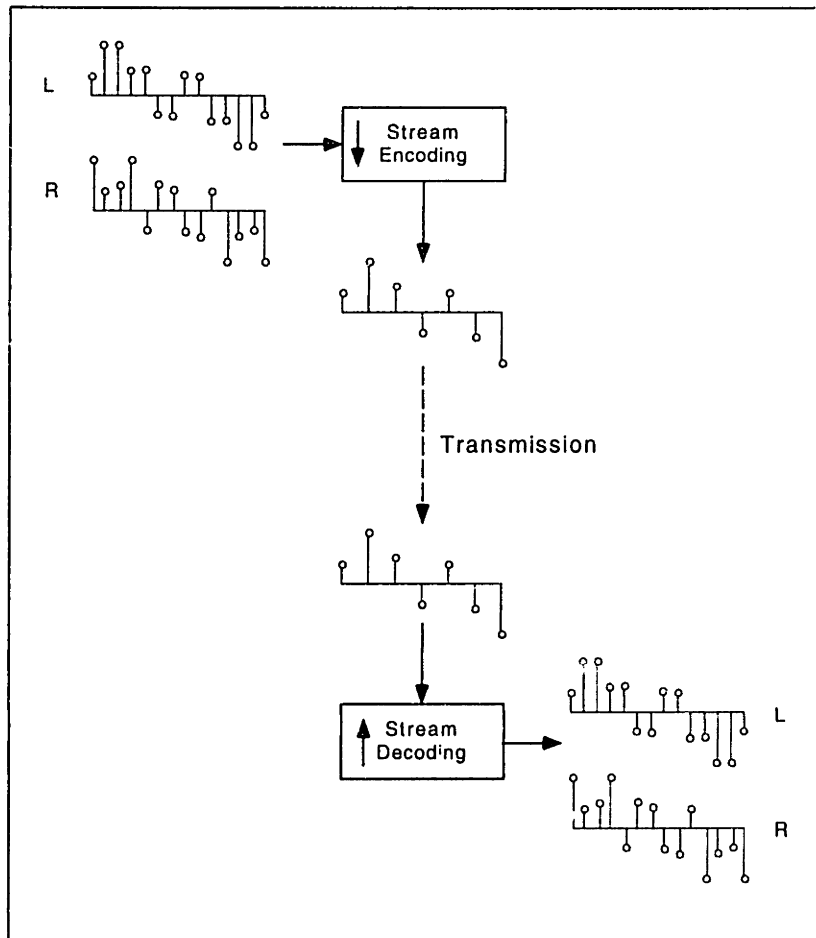 L
Stream
Encoding
R
Transmission
Stream
Decoding
L
R